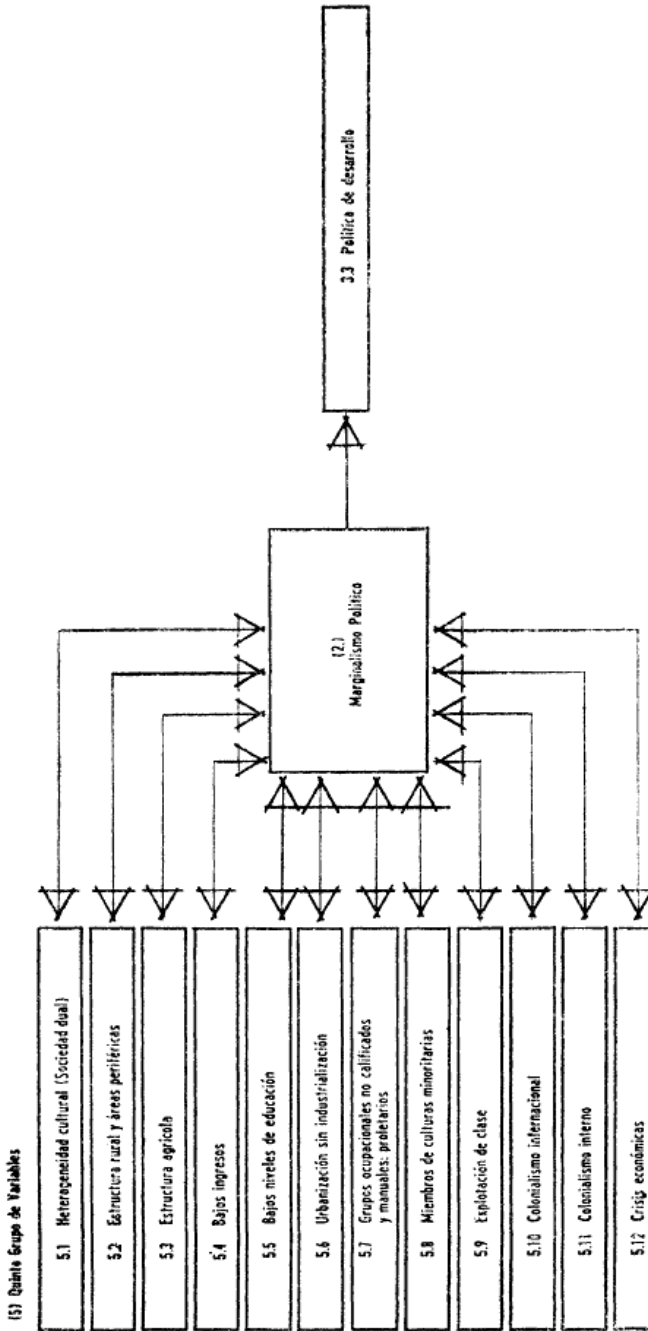 (5) Quinto Grupo de Variables
5.1 Heterogeneidad cultural (Sociedad dual)
5.2 Estructura rural y áreas periféricas
5.3 Estructura agrícola
5.4 Bajos ingresos
5.5 Bajos niveles de educación
5.6 Urbanización sin industrialización
5.7 Grupos ocupacionales no calificados
y manuales: proletarios
5.8 Miembros de culturas minoritarias
5.9 Explotación de clase
5.10 Colonialismo internacional
5.11 Colonialismo interno
5.12 Crisis económicas
(2.)
Marginalismo Político
3.3 Política de desarrollo